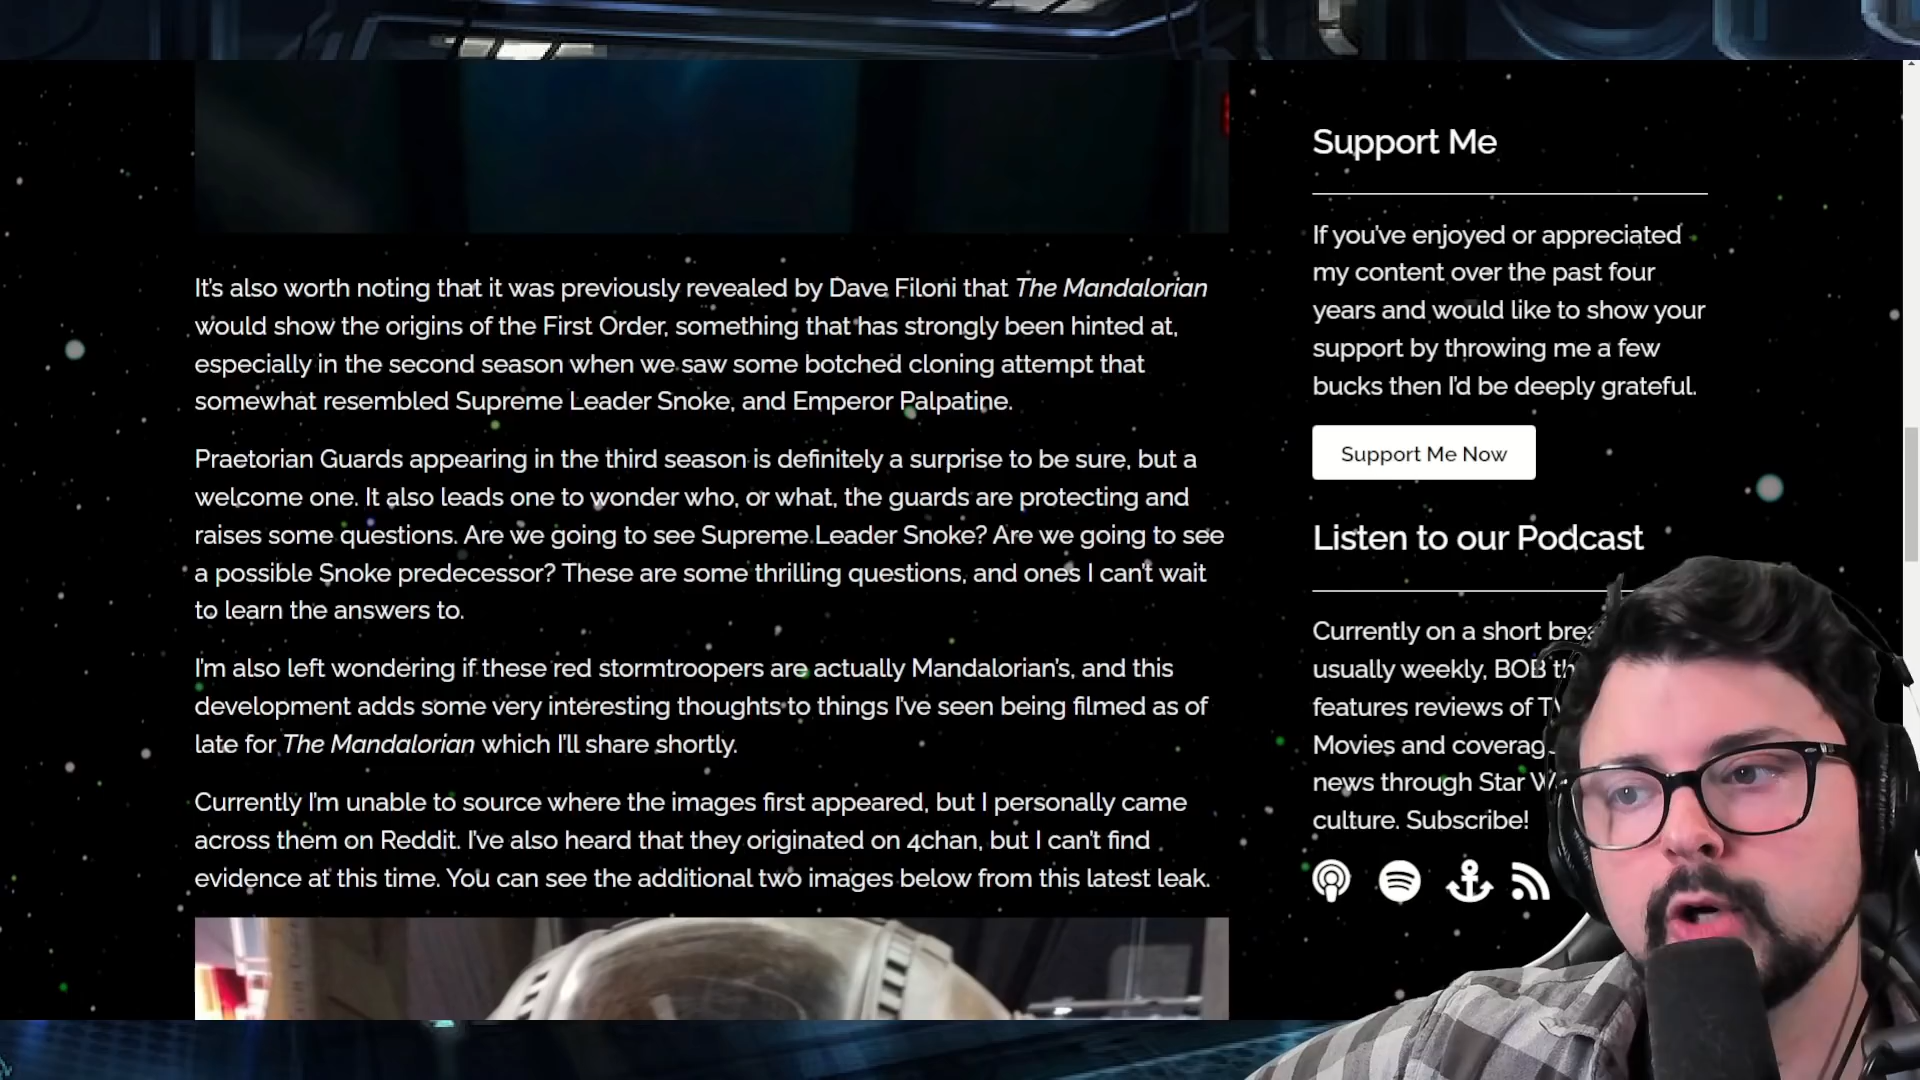 It's also worth noting that it was previously revealed by Dave Filoni that The Mandalorian
would show the origins of the First Order, something that has strongly been hinted at,
especially in the second season when we saw some botched cloning attempt that
somewhat resembled Supreme Leader Snoke, and Emperor Palpatine.
Praetorian Guards appearing in the third season is definitely a surprise to be sure, but a
welcome one. It also leads one to wonder who, or what, the guards are protecting and
raises some questions. Are we going to see Supreme Leader Snoke? Are we going to see
a possible Snoke predecessor? These are some thrilling questions, and ones I can't wait
to learn the answers to.
I'm also left wondering if these red stormtroopers are actually Mandalorian's, and this
development adds some very interesting thoughts to things I've seen being filmed as of
late for The Mandalorian which I'll share shortly.
Currently I'm unable to source where the images first appeared, but I personally came
across them on Reddit. I've also heard that they originated on 4chan, but I can't find
evidence at this time. You can see the additional two images below from this latest leak.
Support Me
If you've enjoyed or appreciated
my content over the past four
years and would like to show your
support by throwing me a few
bucks then I'd be deeply grateful.
Support Me Now
Listen to our Podcast
Currently on a short
usually weekly, BOB
features reviews of
Movies and
news through Star
culture. Subscribe!